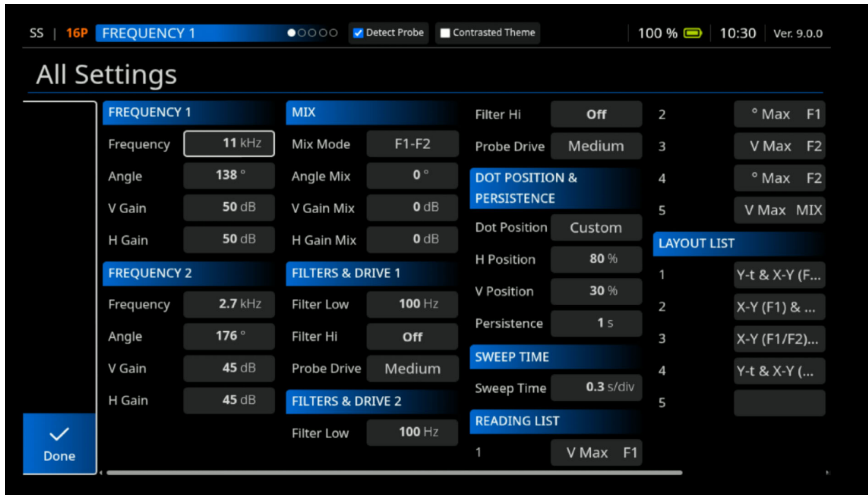 SS | 16P FREQUENCY 1 Detect Probe Contrasted Theme 100 % 10:30 Ver. 9.0.0
All Settings
FREQUENCY 1
Frequency 11 kHz
Angle 138 °
V Gain 50 dB
H Gain 50 dB
FREQUENCY 2
Frequency 2.7 kHz
Angle 176 °
V Gain 45 dB
H Gain 45 dB
MIX
Mix Mode F1-F2
Angle Mix 0 °
V Gain Mix 0 dB
H Gain Mix 0 dB
FILTERS & DRIVE 1
Filter Low 100 Hz
Filter Hi Off
Probe Drive Medium
FILTERS & DRIVE 2
Filter Low 100 Hz
Filter Hi Off
Probe Drive Medium
DOT POSITION &
PERSISTENCE
Dot Position Custom
H Position 80 %
V Position 30 %
Persistence 1 s
SWEEP TIME
Sweep Time 0.3 s/div
READING LIST
1 V Max F1
2 ° Max F1
3 V Max F2
4 ° Max F2
5 V Max MIX
LAYOUT LIST
1 Y-t & X-Y (F...
2 X-Y (F1) & ...
3 X-Y (F1/F2)...
4 Y-t & X-Y (...
5
Done